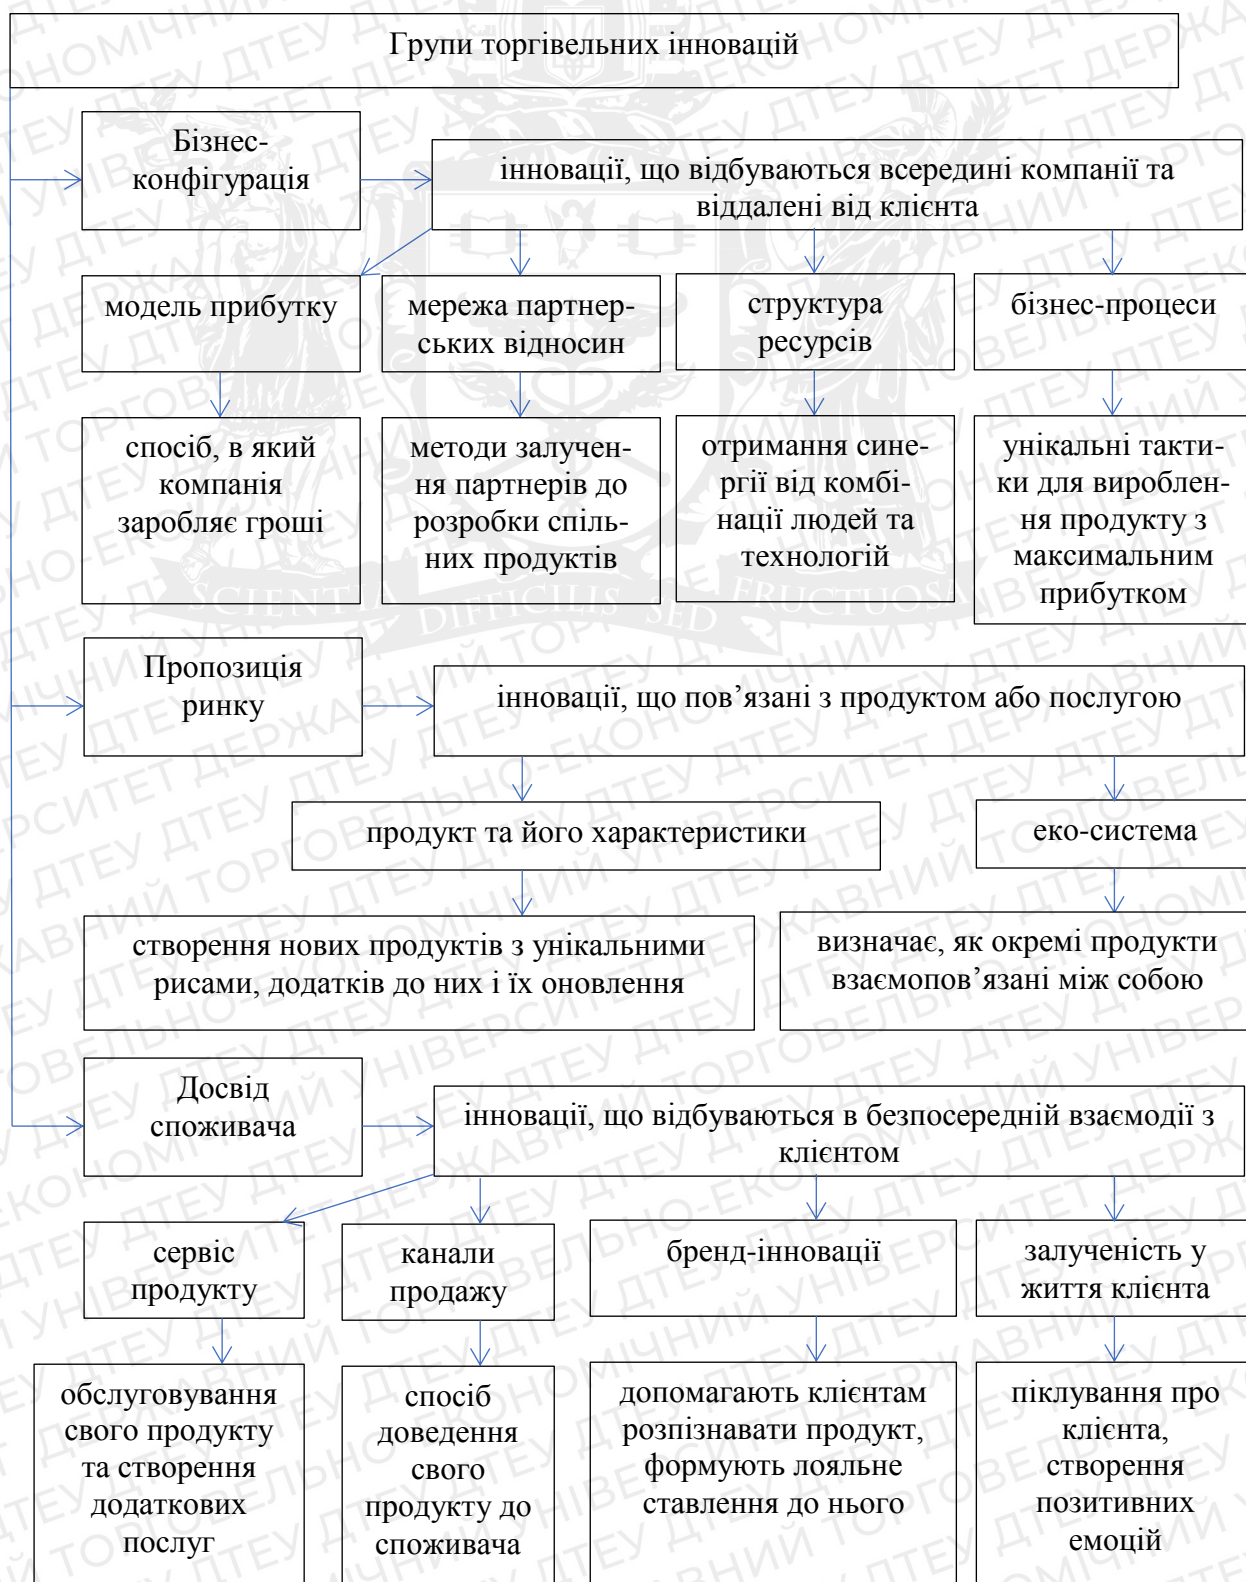 Групи торгівельних інновацій
Бізнес-
конфігурація
інновації, що відбуваються всередині компанії та
віддалені від клієнта
модель прибутку
мережа партнер-
ських відносин
структура
ресурсів
бізнес-процеси
спосіб, в який
компанія
заробляє гроші
методи залучен-
ня партнерів до
розробки спіль-
них продуктів
отримання сине-
ргії від комбі-
нації людей та
технологій
унікальні такти-
ки для вироблен-
ня продукту з
максимальним
прибутком
SCIENTIA DIFFICILIS SED FRUCTUOSA
Пропозиція
ринку
інновації, що пов’язані з продуктом або послугою
продукт та його характеристики
еко-система
створення нових продуктів з унікальними
рисами, додатків до них і їх оновлення
визначає, як окремі продукти
взаємопов’язані між собою
Досвід
споживача
інновації, що відбуваються в безпосередній взаємодії з
клієнтом
сервіс
продукту
канали
продажу
бренд-інновації
залученість у
життя клієнта
обслуговування
свого продукту
та створення
додаткових
послуг
спосіб
доведення
свого
продукту до
споживача
допомагають клієнтам
розпізнавати продукт,
формують лояльне
ставлення до нього
піклування про
клієнта,
створення
позитивних
емоцій